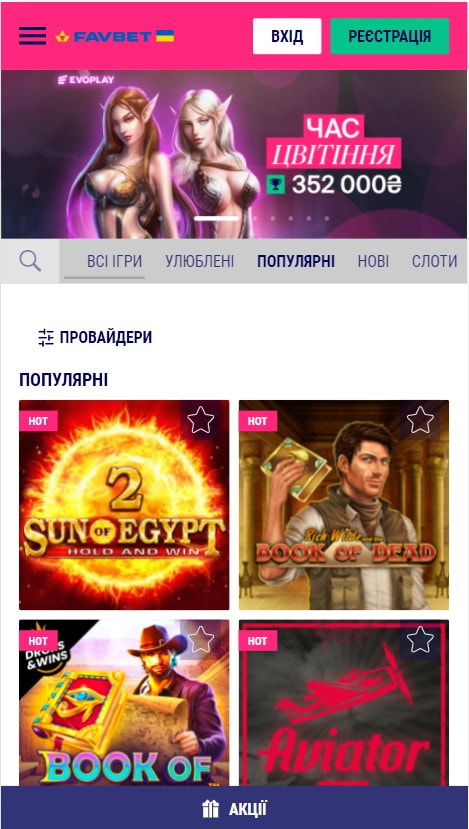 FAVBET
ВХІД
РЕЄСТРАЦІЯ
EVOPLAY
ЧАС
ЦВІТІННЯ
352 000₴
ВСІ ІГРИ
УЛЮБЛЕНІ
ПОПУЛЯРНІ
НОВІ
СЛОТИ
ПРОВАЙДЕРИ
ПОПУЛЯРНІ
HOT
2
SUN OF EGYPT
HOLD AND WIN
HOT
Rich Wilde and the
BOOK OF DEAD
HOT
DROPS
& WINS
BOOK OF
HOT
Aviator
АКЦІЇ